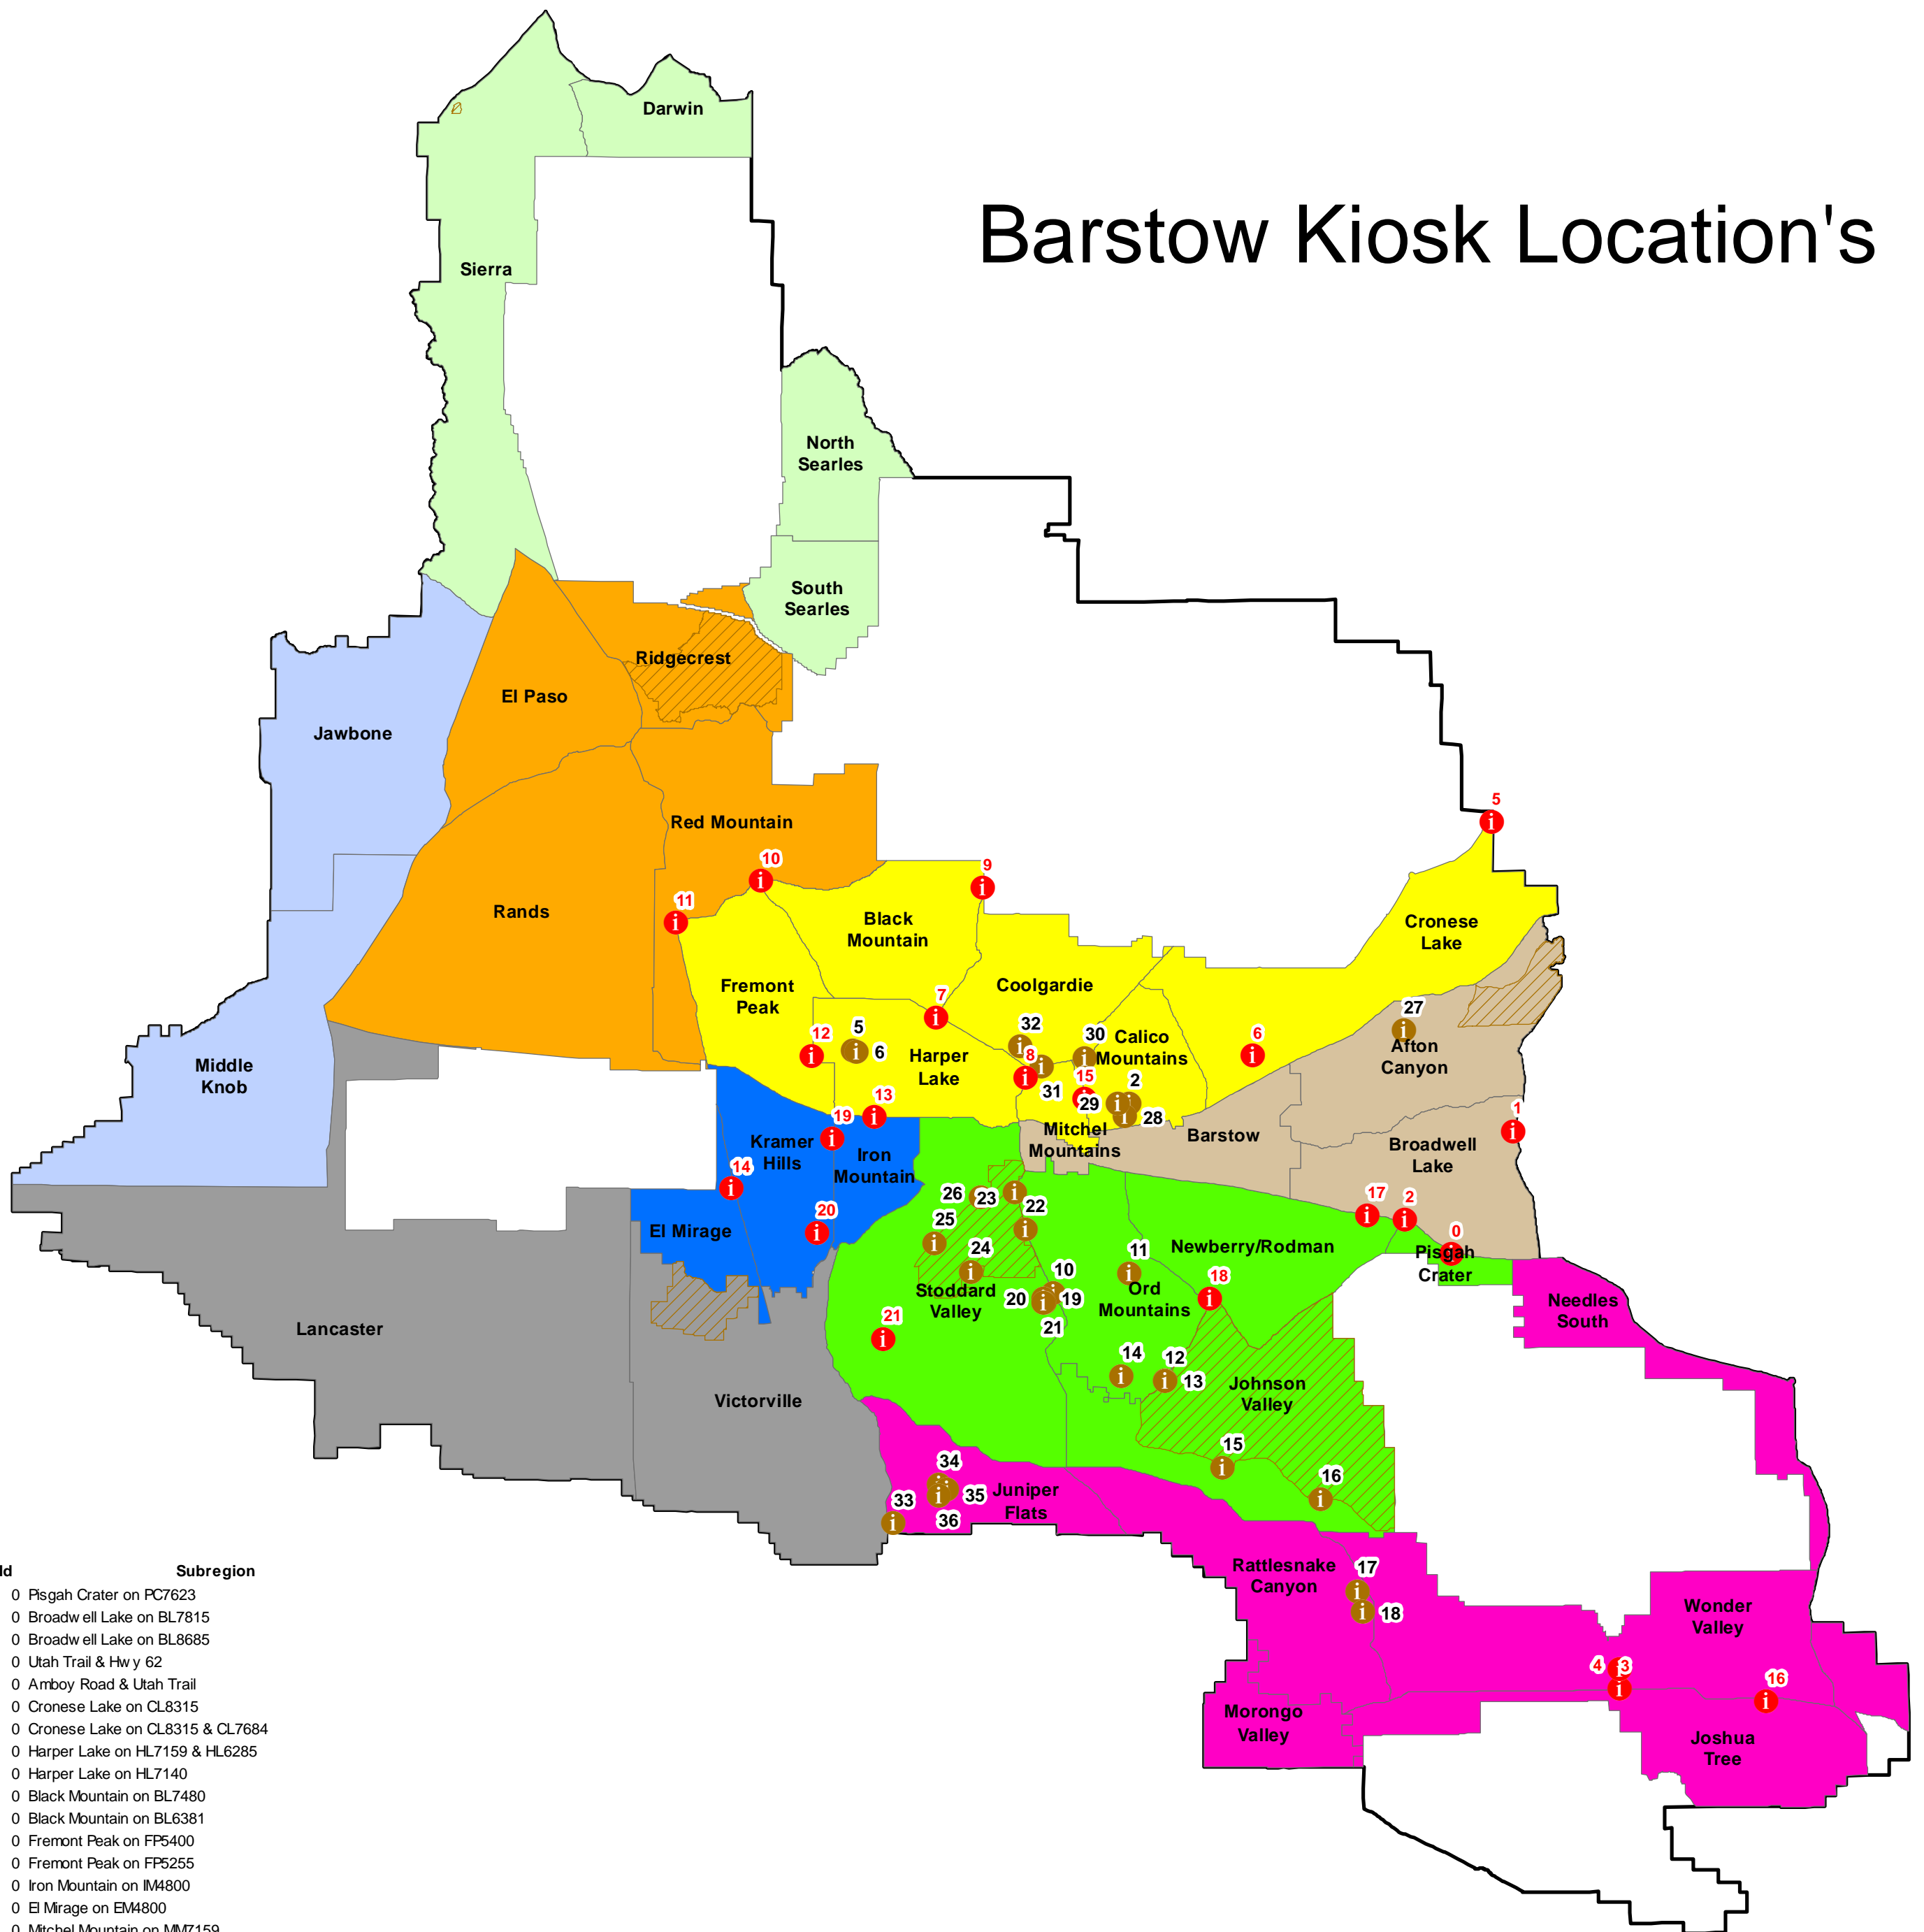 Barstow Kiosk Location's
Darwin
Sierra
North
Searles
South
Searles
Ridgecrest
El Paso
Jawbone
Red Mountain
5
10
9
11
Rands
Black
Mountain
Cronese
Lake
Fremont
Peak
Coolgardie
7
27
12
5
6
32
30
Calico
Mountains
6
Afton
Canyon
Harper
Lake
8
31
15
2
29
28
Middle
Knob
13
19
1
Mitchel
Mountains
Barstow
Broadwell
Lake
Kramer
Hills
Iron
Mountain
14
26
23
22
17
2
20
25
El Mirage
24
11
Newberry/Rodman
0
Pisgah
Crater
10
18
Stoddard
Valley
20
19
Ord
Mountains
Needles
South
21
21
Lancaster
14
12
13
Johnson
Valley
Victorville
15
34
16
33
35
36
Juniper
Flats
Rattlesnake
Canyon
17
18
Wonder
Valley
4
3
16
Morongo
Valley
Joshua
Tree
Id Subregion
0 Pisgah Crater on PC7623
0 Broadwell Lake on BL7815
0 Broadwell Lake on BL8685
0 Utah Trail & Hwy 62
0 Amboy Road & Utah Trail
0 Cronese Lake on CL8315
0 Cronese Lake on CL8315 & CL7684
0 Harper Lake on HL7159 & HL6285
0 Harper Lake on HL7140
0 Black Mountain on BL7480
0 Black Mountain on BL6381
0 Fremont Peak on FP5400
0 Fremont Peak on FP5255
0 Iron Mountain on IM4800
0 El Mirage on EM4800
0 Mitchel Mountain on MM7159